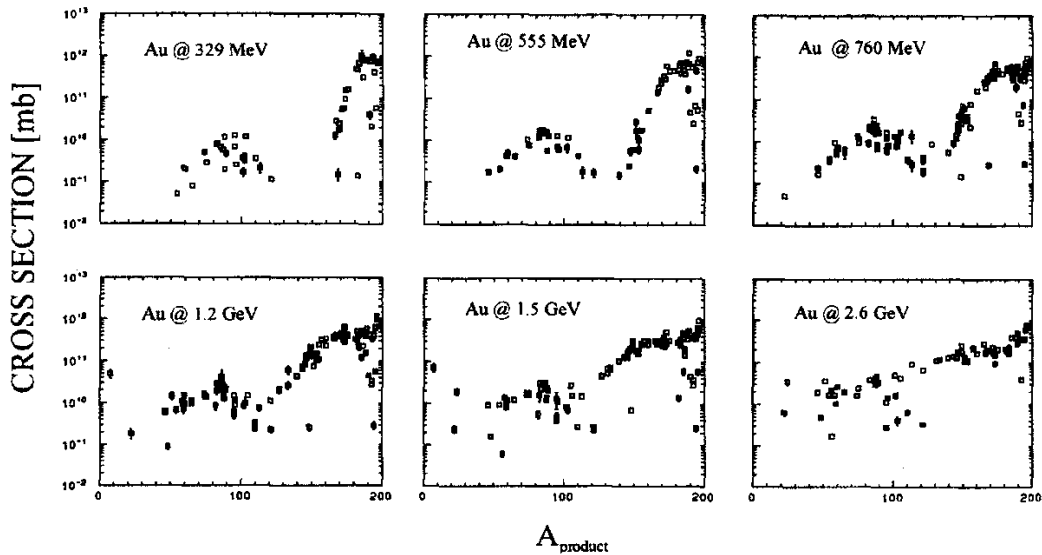 CROSS SECTION [mb]
Au @ 329 MeV
Au @ 555 MeV
Au @ 760 MeV
Au @ 1.2 GeV
Au @ 1.5 GeV
Au @ 2.6 GeV
0 100 200
0 100 200
0 100 200
A product